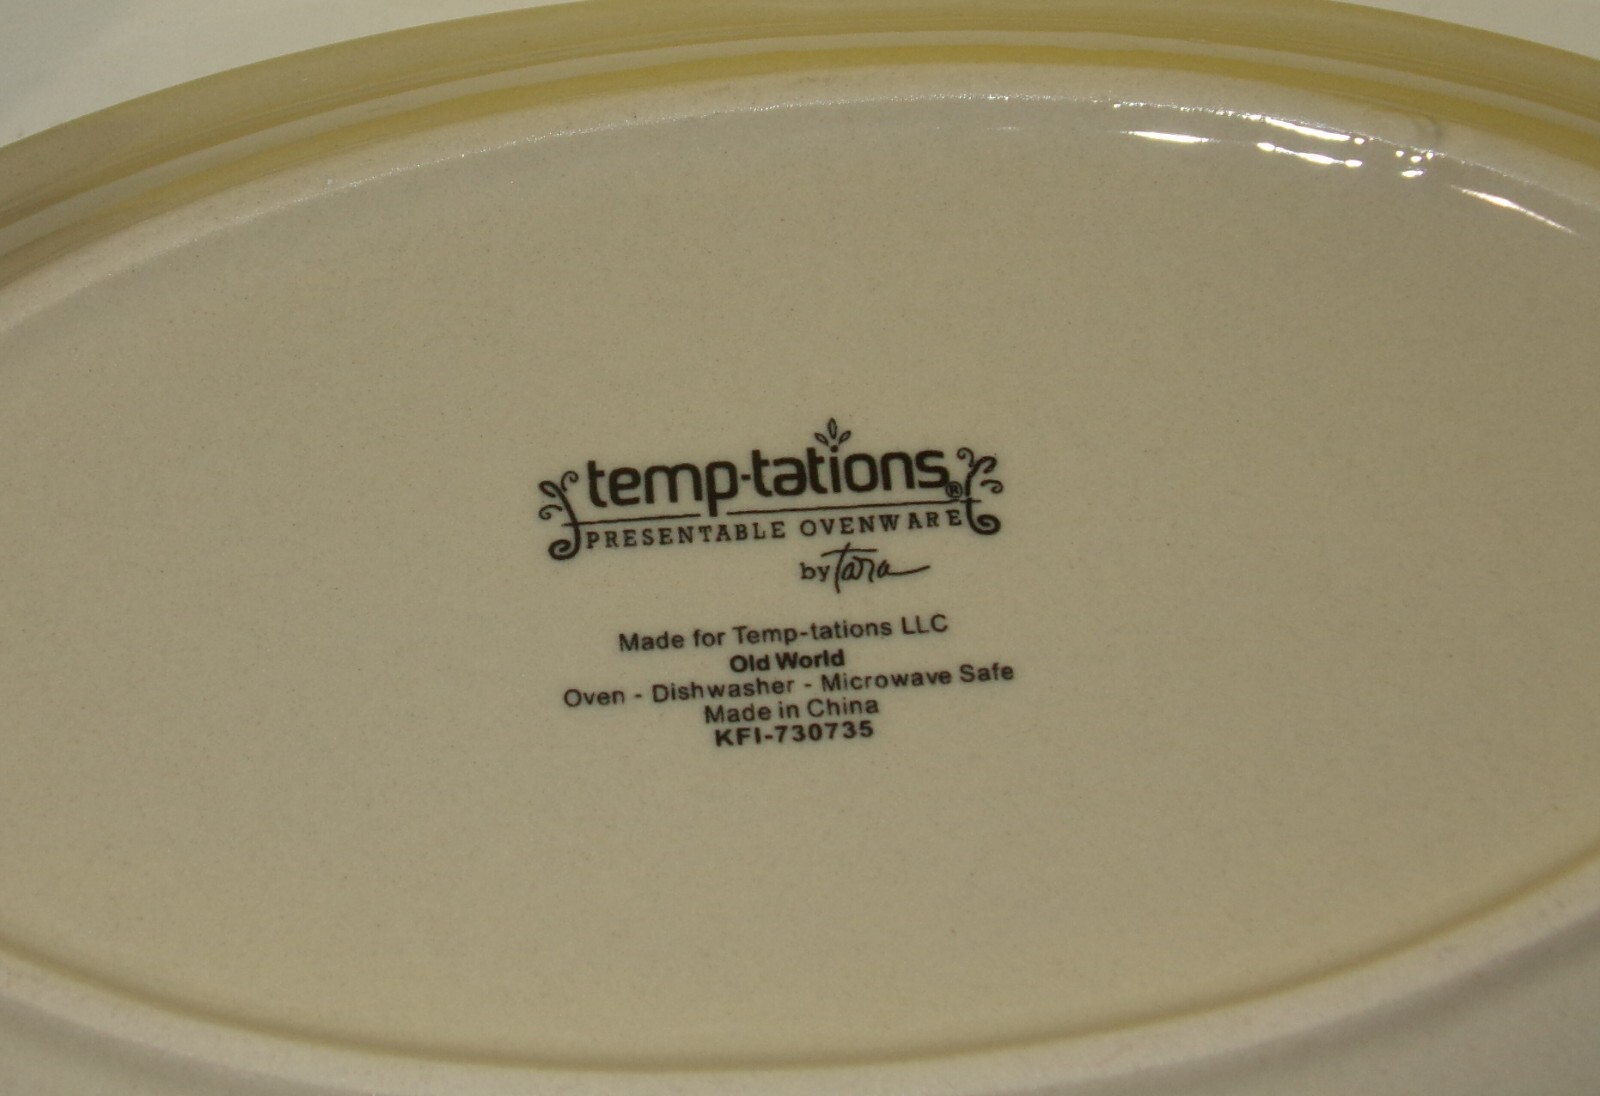 temp-tations®
PRESENTABLE OVENWARE
by tara
Made for Temp-tations LLC
Old World
Oven - Dishwasher - Microwave Safe
Made in China
KFI-730735